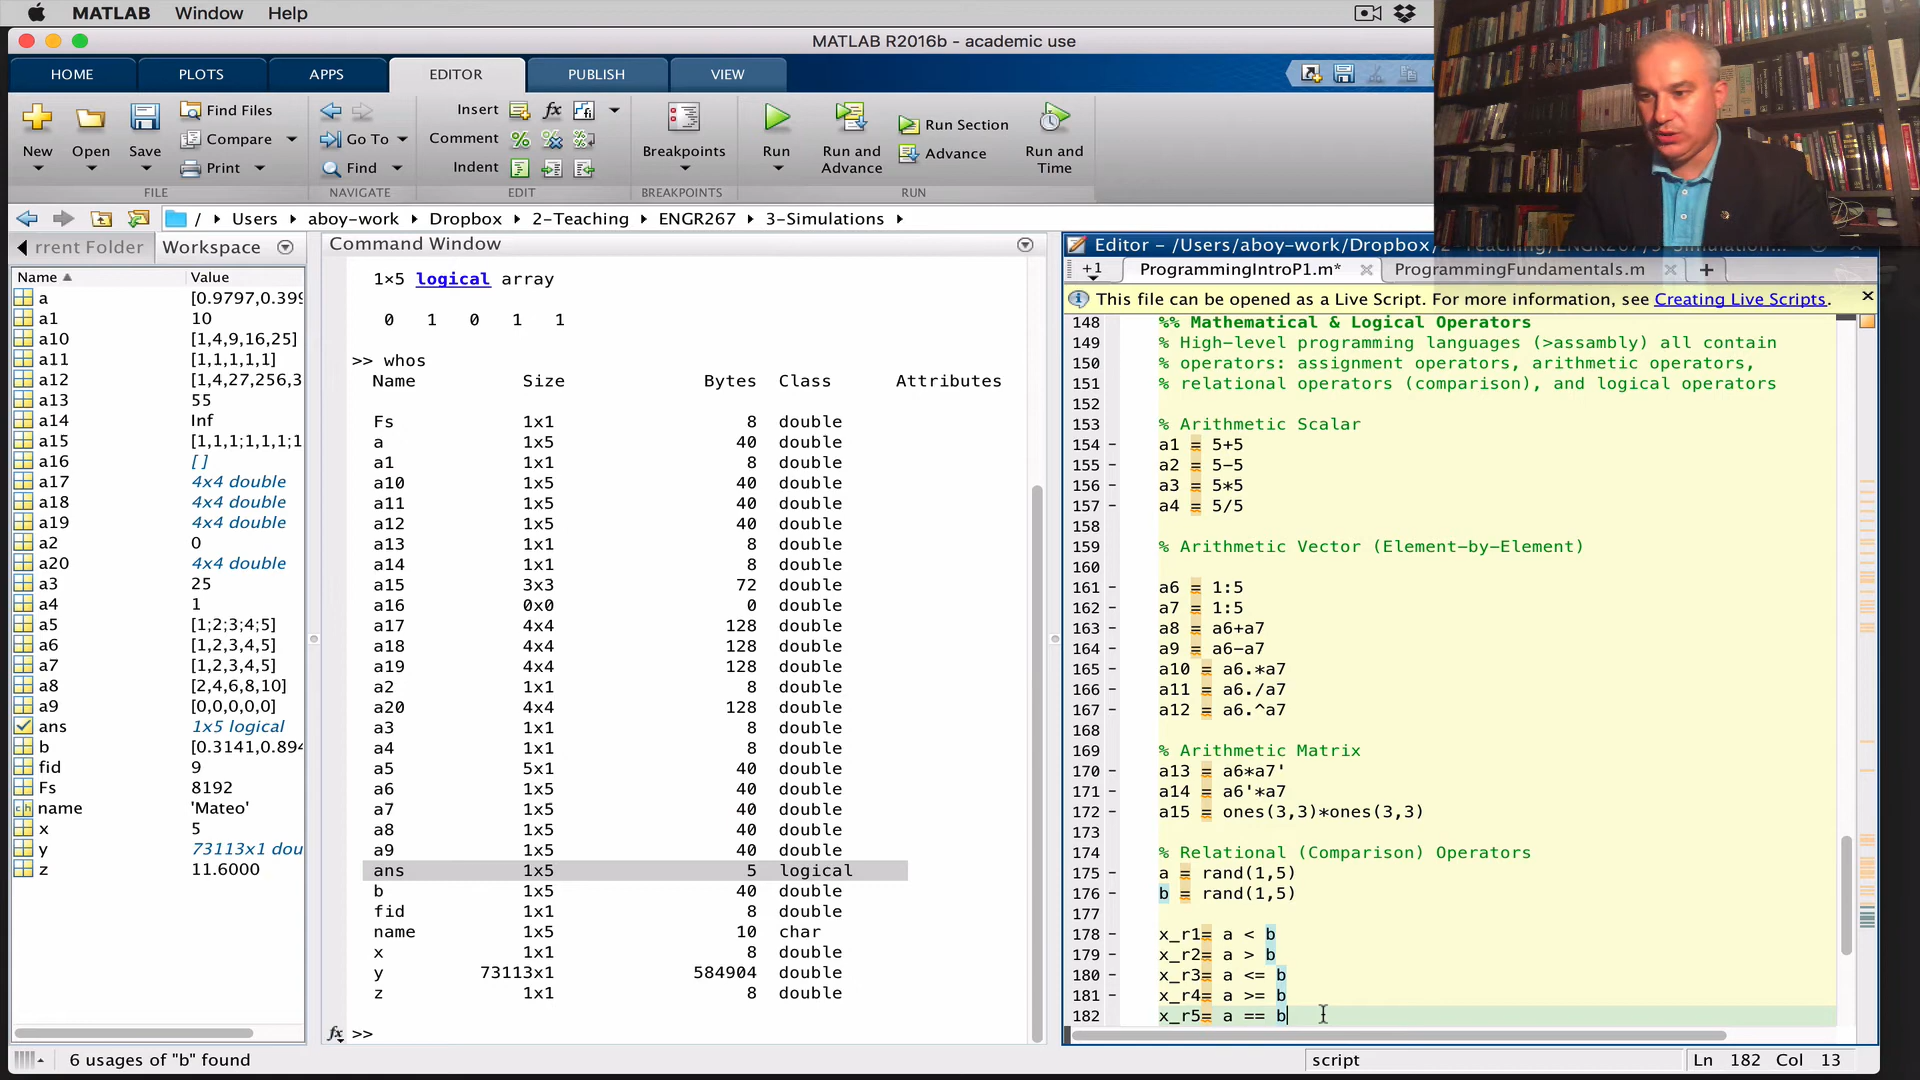 MATLAB Window Help
MATLAB R2016b - academic use
HOME PLOTS APPS EDITOR PUBLISH VIEW
New Open Save Find Files Compare Print
FILE
Go To Find
NAVIGATE
Insert fx
Comment
Indent
EDIT
Breakpoints
BREAKPOINTS
Run Run and Advance Run Section Advance Run and Time
RUN
/ Users aboy-work Dropbox 2-Teaching ENGR267 3-Simulations
rrent Folder Workspace
Name Value
a [0.9797,0.399
a1 10
a10 [1,4,9,16,25]
a11 [1,1,1,1,1]
a12 [1,4,27,256,3
a13 55
a14 Inf
a15 [1,1,1;1,1,1;1
a16 []
a17 4x4 double
a18 4x4 double
a19 4x4 double
a2 0
a20 4x4 double
a3 25
a4 1
a5 [1;2;3;4;5]
a6 [1,2,3,4,5]
a7 [1,2,3,4,5]
a8 [2,4,6,8,10]
a9 [0,0,0,0,0]
ans 1x5 logical
b [0.3141,0.894
fid 9
Fs 8192
name 'Mateo'
x 5
y 73113x1 dou
z 11.6000
Command Window
1×5 logical array
0 1 0 1 1
>> whos
Name Size Bytes Class Attributes
Fs 1x1 8 double
a 1x5 40 double
a1 1x1 8 double
a10 1x5 40 double
a11 1x5 40 double
a12 1x5 40 double
a13 1x1 8 double
a14 1x1 8 double
a15 3x3 72 double
a16 0x0 0 double
a17 4x4 128 double
a18 4x4 128 double
a19 4x4 128 double
a2 1x1 8 double
a20 4x4 128 double
a3 1x1 8 double
a4 1x1 8 double
a5 5x1 40 double
a6 1x5 40 double
a7 1x5 40 double
a8 1x5 40 double
a9 1x5 40 double
ans 1x5 5 logical
b 1x5 40 double
fid 1x1 8 double
name 1x5 10 char
x 1x1 8 double
y 73113x1 584904 double
z 1x1 8 double
fx >>
Editor - /Users/aboy-work/Dropbox/2-Teaching/ENGR267/3-Simulation...
+1 ProgrammingIntroP1.m* ProgrammingFundamentals.m +
This file can be opened as a Live Script. For more information, see Creating Live Scripts.
148 %% Mathematical & Logical Operators
149 % High-level programming languages (>assambly) all contain
150 % operators: assignment operators, arithmetic operators,
151 % relational operators (comparison), and logical operators
152
153 % Arithmetic Scalar
154 - a1 = 5+5
155 - a2 = 5-5
156 - a3 = 5*5
157 - a4 = 5/5
158
159 % Arithmetic Vector (Element-by-Element)
160
161 - a6 = 1:5
162 - a7 = 1:5
163 - a8 = a6+a7
164 - a9 = a6-a7
165 - a10 = a6.*a7
166 - a11 = a6./a7
167 - a12 = a6.^a7
168
169 % Arithmetic Matrix
170 - a13 = a6*a7'
171 - a14 = a6'*a7
172 - a15 = ones(3,3)*ones(3,3)
173
174 % Relational (Comparison) Operators
175 - a = rand(1,5)
176 - b = rand(1,5)
177
178 - x_r1= a < b
179 - x_r2= a > b
180 - x_r3= a <= b
181 - x_r4= a >= b
182 x_r5= a == b
6 usages of "b" found
script
Ln 182 Col 13